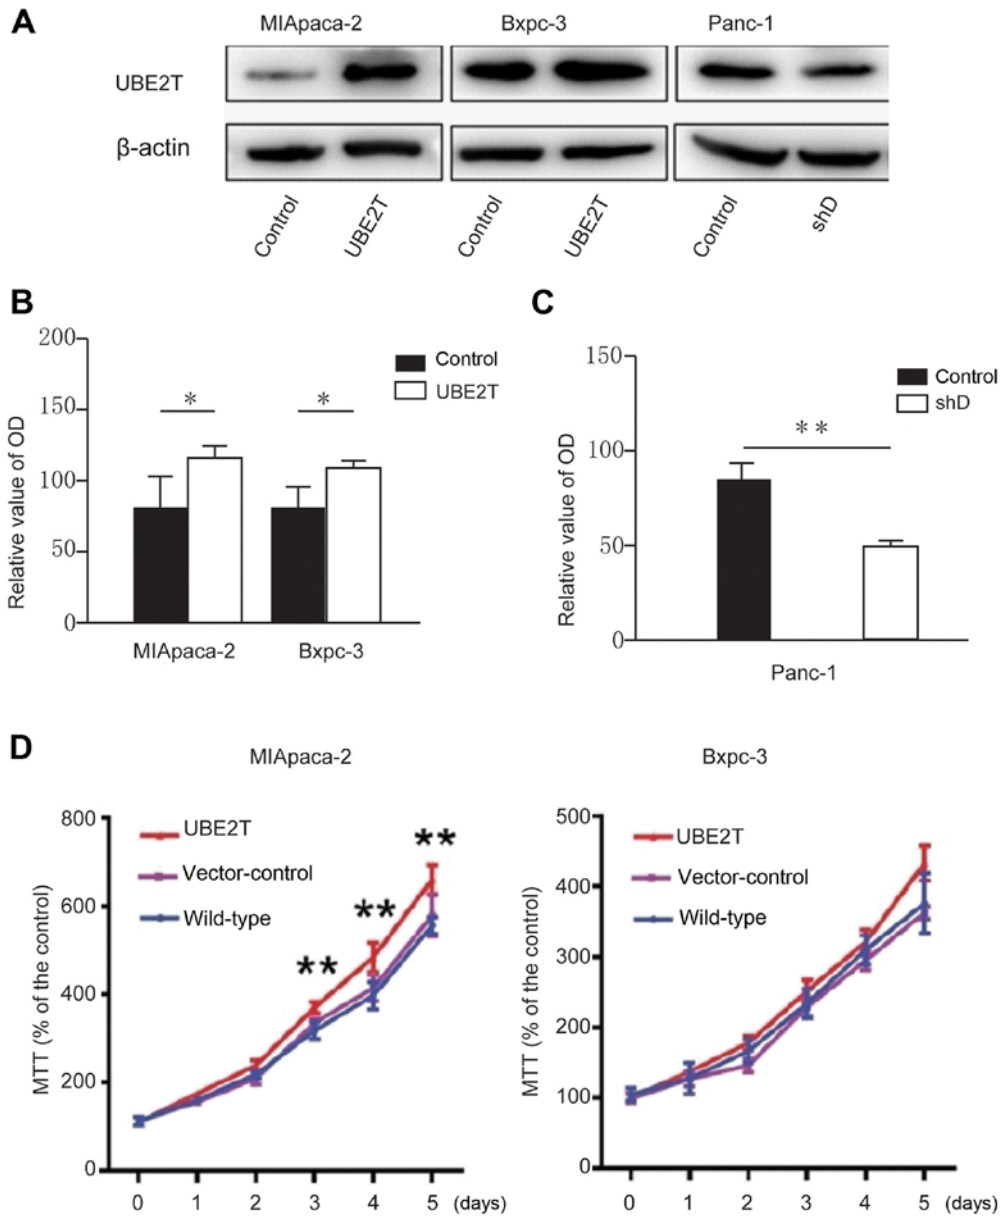 A
MIApaca-2
Bxpc-3
Panc-1
UBE2T
β-actin
Control
UBE2T
Control
UBE2T
Control
shD
B
Relative value of OD
200
150
100
50
0
*
*
Control
UBE2T
MIApaca-2
Bxpc-3
C
Relative value of OD
150
100
50
0
**
Control
shD
Panc-1
D
MIApaca-2
MTT (% of the control)
800
600
400
200
0
UBE2T
Vector-control
Wild-type
**
**
**
0 1 2 3 4 5 (days)
Bxpc-3
MTT (% of the control)
500
400
300
200
100
0
UBE2T
Vector-control
Wild-type
0 1 2 3 4 5 (days)